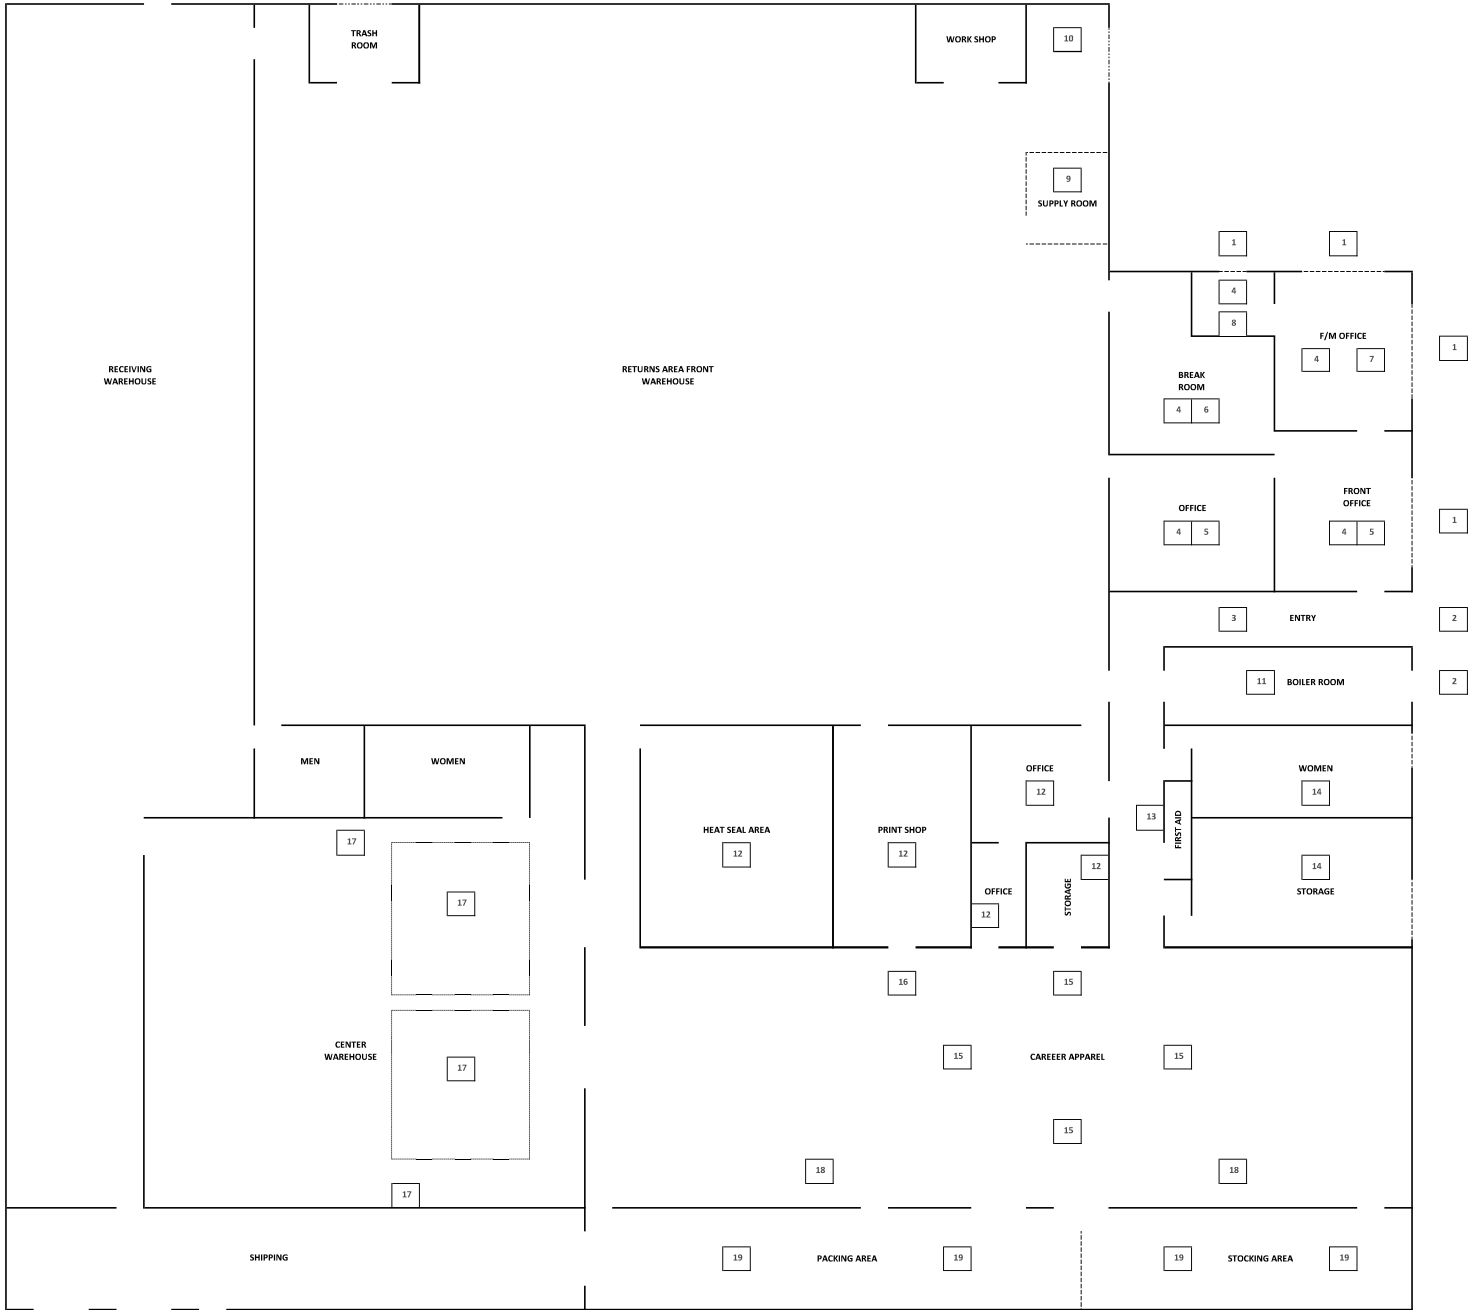 TRASH
ROOM
WORK SHOP
10
9
SUPPLY ROOM
1
1
4
8
F/M OFFICE
4
7
1
RECEIVING
WAREHOUSE
RETURNS AREA FRONT
WAREHOUSE
BREAK
ROOM
4
6
OFFICE
4
5
FRONT
OFFICE
4
5
1
3
ENTRY
2
11
BOILER ROOM
2
MEN
WOMEN
OFFICE
12
WOMEN
14
13
FIRST AID
17
HEAT SEAL AREA
12
PRINT SHOP
12
12
STORAGE
14
STORAGE
OFFICE
12
17
16
15
CENTER
WAREHOUSE
17
15
CAREEER APPAREL
15
15
18
18
17
SHIPPING
19
PACKING AREA
19
19
STOCKING AREA
19